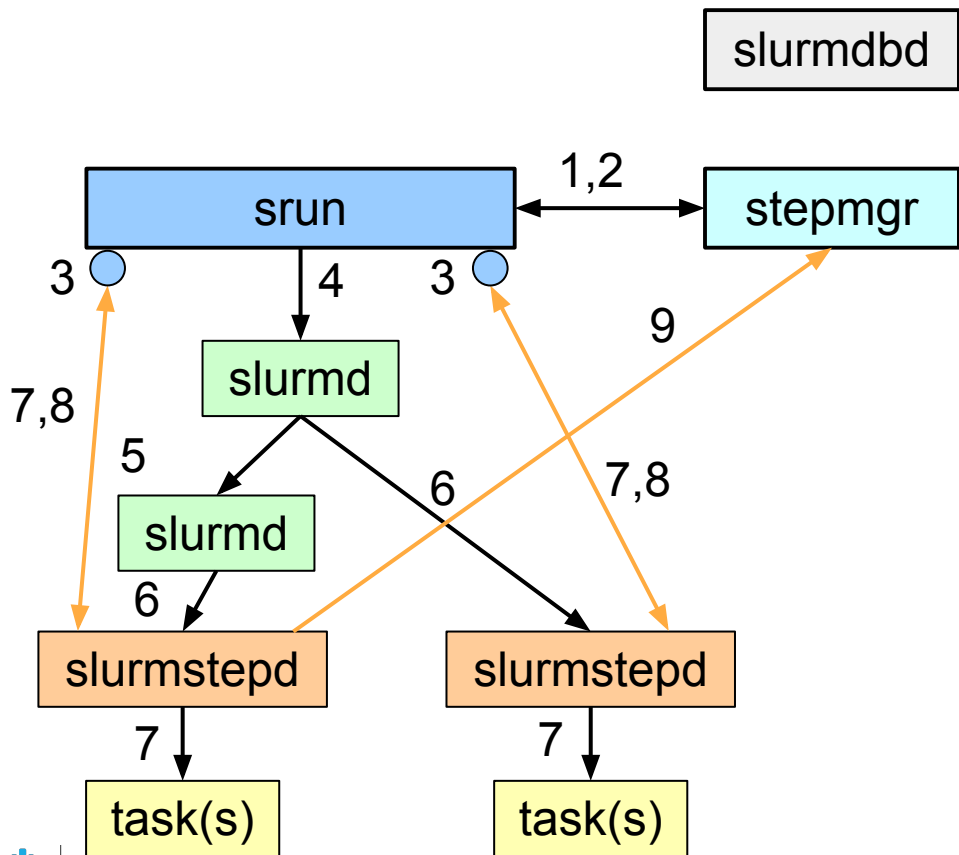 slurmdbd
1,2
srun
stepmgr
3
4
3
9
slurmd
7,8
5
6
7,8
slurmd
6
slurmstepd
slurmstepd
7
7
task(s)
task(s)